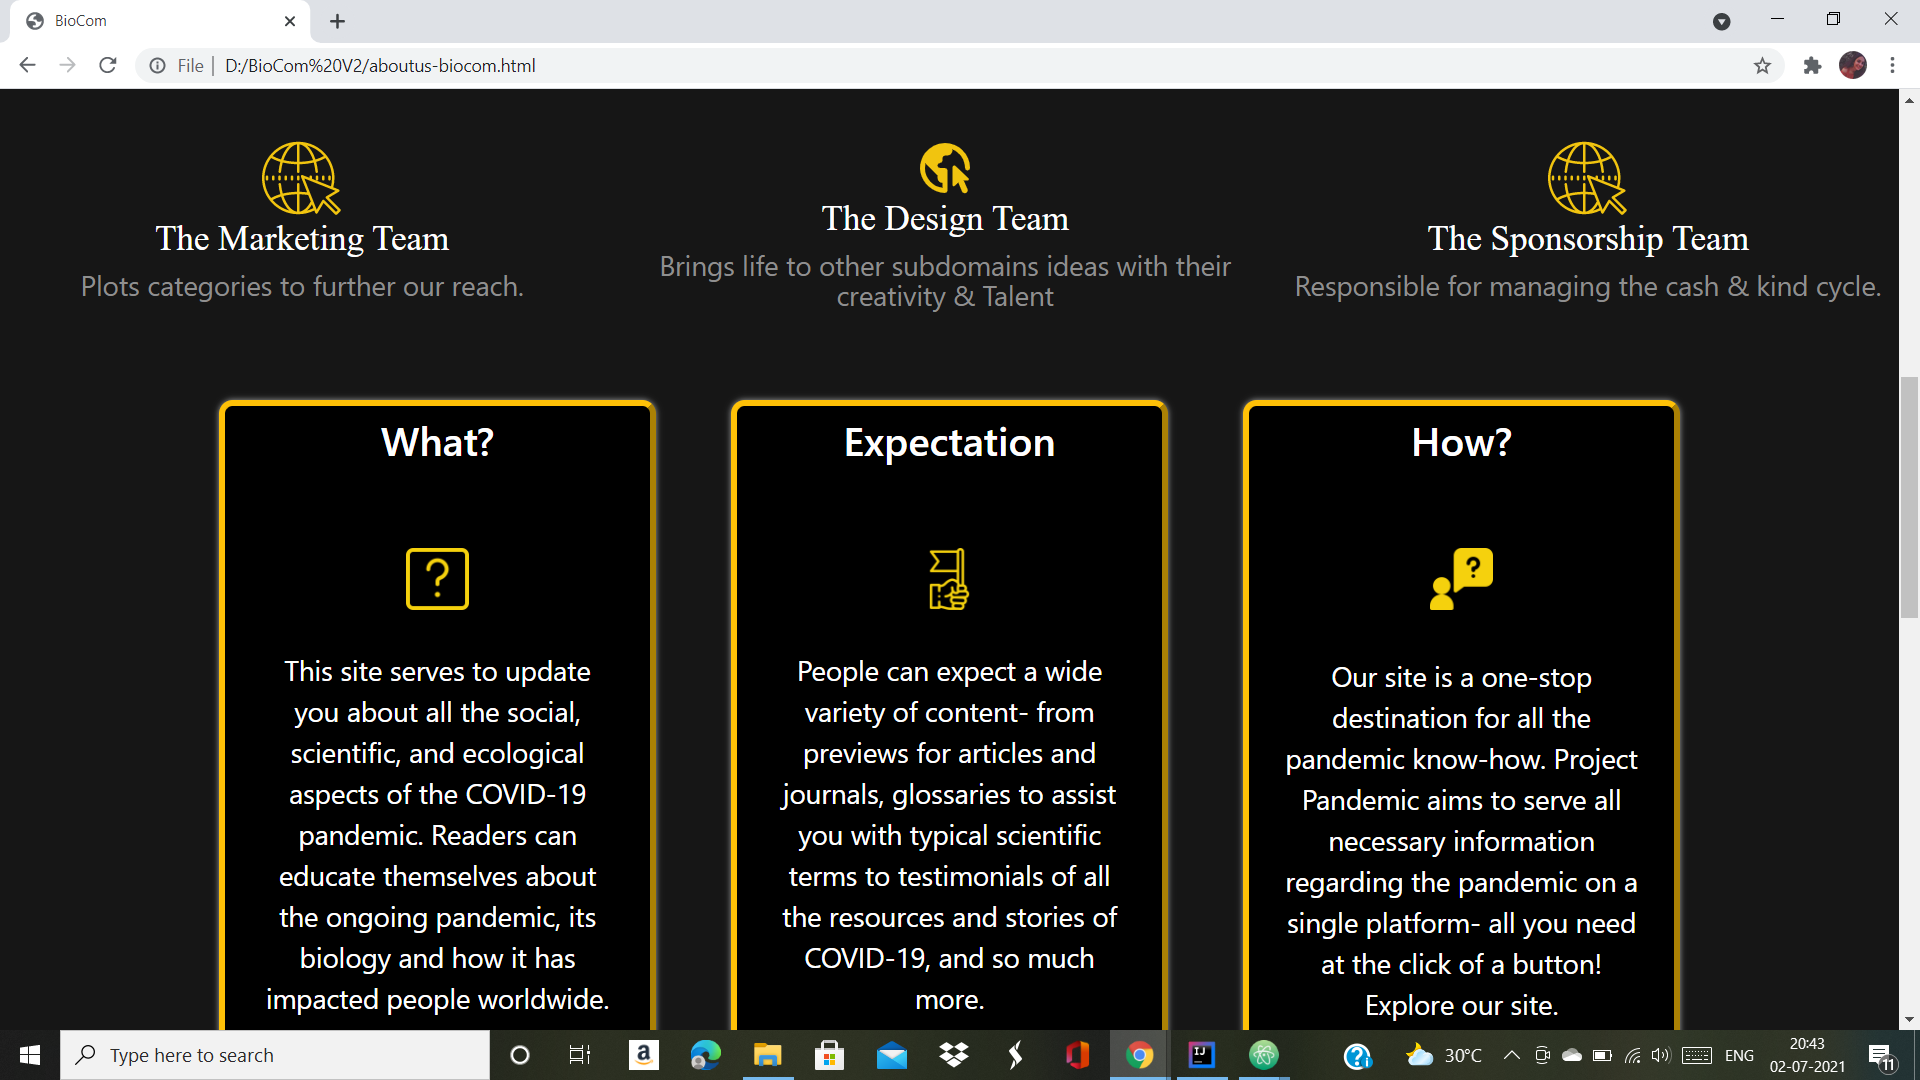 BioCom
File
D:/BioCom%20V2/aboutus-biocom.html
The Marketing Team
Plots categories to further our reach.
The Design Team
Brings life to other subdomains ideas with their
creativity & Talent
The Sponsorship Team
Responsible for managing the cash & kind cycle.
What?
?
This site serves to update
you about all the social,
scientific, and ecological
aspects of the COVID-19
pandemic. Readers can
educate themselves about
the ongoing pandemic, its
biology and how it has
impacted people worldwide.
Expectation
People can expect a wide
variety of content- from
previews for articles and
journals, glossaries to assist
you with typical scientific
terms to testimonials of all
the resources and stories of
COVID-19, and so much
more.
How?
?
Our site is a one-stop
destination for all the
pandemic know-how. Project
Pandemic aims to serve all
necessary information
regarding the pandemic on a
single platform- all you need
at the click of a button!
Explore our site.
Type here to search
a
IJ
?
30°C
ENG
20:43
02-07-2021
11